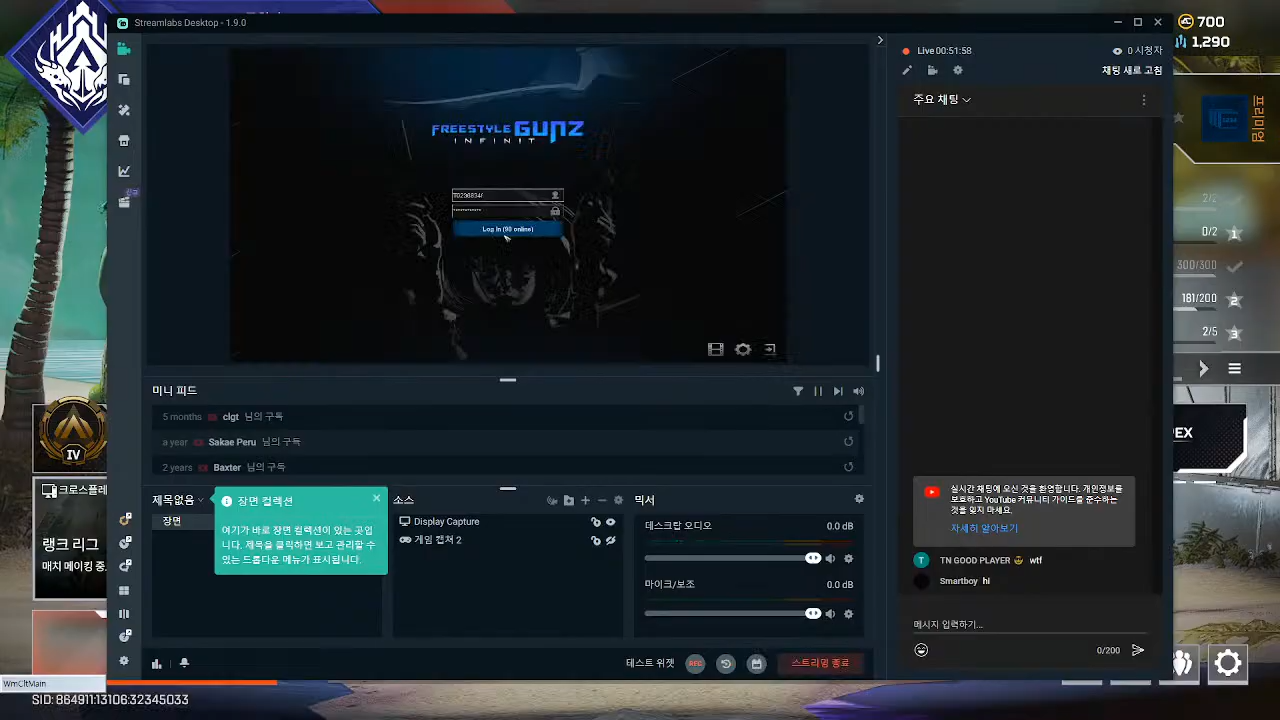 Streamlabs Desktop - 1.9.0
700
1,290
Live 00:51:58
0 시청자
채팅 새로 고침
주요 채팅
프리미엄
FREESTYLE GUNZ
INFINIT
Log In (90 online)
2/2
0/2
1
300/300
181/200
2
2/5
3
미니 피드
5 months clgt 님의 구독
a year Sakae Peru 님의 구독
2 years Baxter 님의 구독
IV
EX
크로스플레
랭크 리그
매치 메이킹 중
제목없음
장면
장면 컬렉션
여기가 바로 장면 컬렉션이 있는 곳입
니다. 제목을 클릭하면 보고 관리할 수
있는 드롭다운 메뉴가 표시됩니다.
소스
Display Capture
게임 캡처 2
믹서
데스크탑 오디오
0.0 dB
마이크/보조
0.0 dB
실시간 채팅에 오신 것을 환영합니다. 개인정보를
보호하고 YouTube 커뮤니티 가이드를 준수하는
것을 잊지 마세요.
자세히 알아보기
T TN GOOD PLAYER wtf
Smartboy hi
메시지 입력하기...
0/200
테스트 위젯
REC
스트리밍 종료
WmCltMain
SID: 864911:13106:32345033